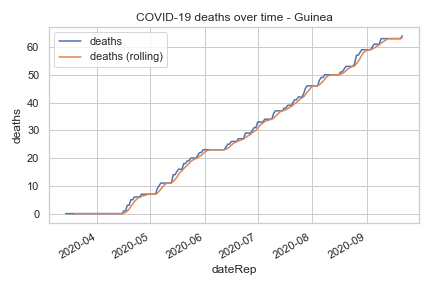 COVID-19 deaths over time - Guinea
deaths
deaths (rolling)
deaths
60
50
40
30
20
10
0
2020-04
2020-05
2020-06
2020-07
2020-08
2020-09
dateRep